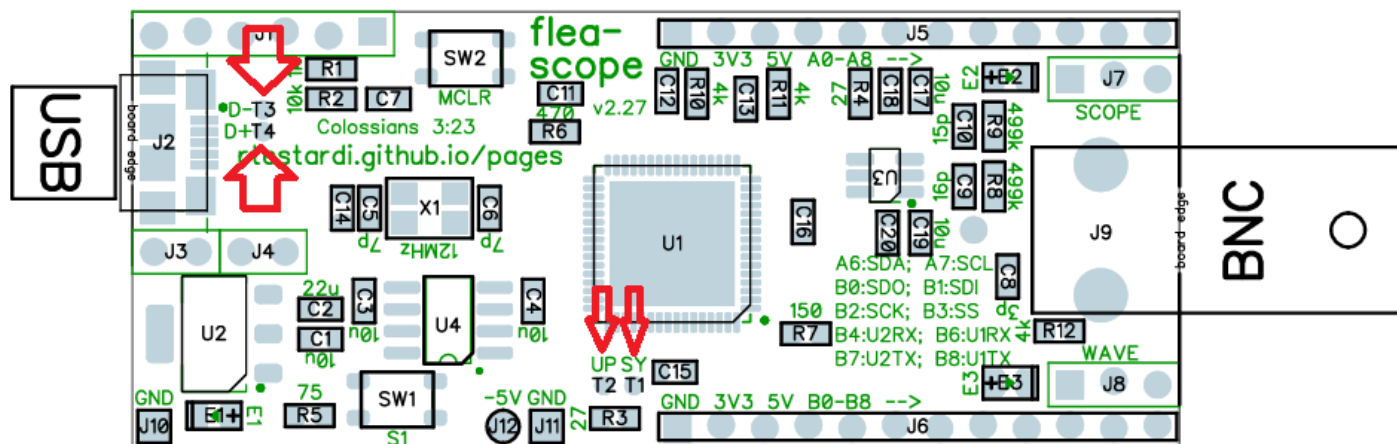 J1
flea-
scope
v2.27
SW2
MCLR
J5
GND 3V3 5V A0-A8 -->
R1
10k
R2
C7
C11
470
R6
C12
R10
4k
C13
R11
4k
27
R4
C18
C17
10u
E2
E2
J7
SCOPE
USB
board edge
J2
D-T3
D+T4
Colossians 3:23
rtestardi.github.io/pages
15p
C10
R9
499k
16p
C9
R8
499k
U3
C14
C5
7p
X1
12MHz
C6
7p
U1
C16
C20
C19
10u
J9
board edge
BNC
J3
J4
A6:SDA; A7:SCL
B0:SDO; B1:SDI
B2:SCK; B3:SS
B4:U2RX; B6:U1RX
B7:U2TX; B8:U1TX
C8
3p
22u
C2
C1
10u
C3
10u
U4
C4
10u
U2
150
R7
4k
R12
UP SY
T2 T1
C15
WAVE
E3
E3
J8
GND
J10
E1
E1
75
R5
SW1
S1
-5V GND
J12
J11
27
R3
GND 3V3 5V B0-B8 -->
J6